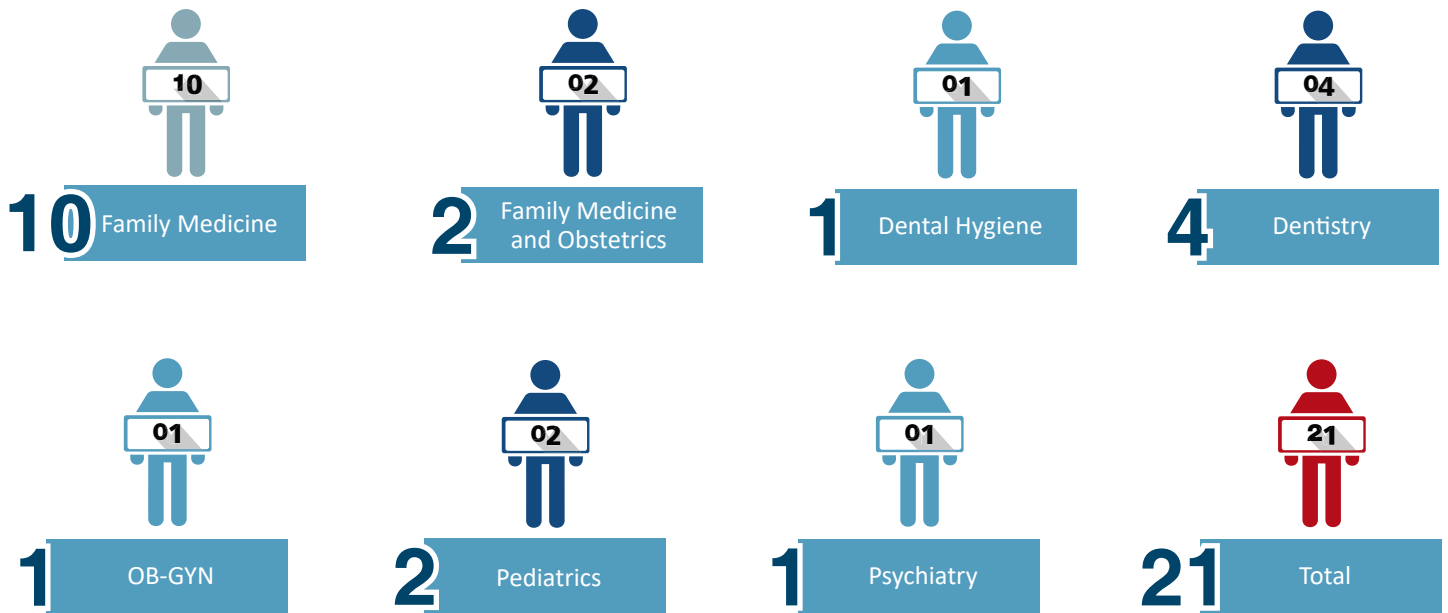 10
02
01
04
10 Family Medicine
2 Family Medicine
and Obstetrics
1 Dental Hygiene
4 Dentistry
01
02
01
21
1 OB-GYN
2 Pediatrics
1 Psychiatry
21 Total